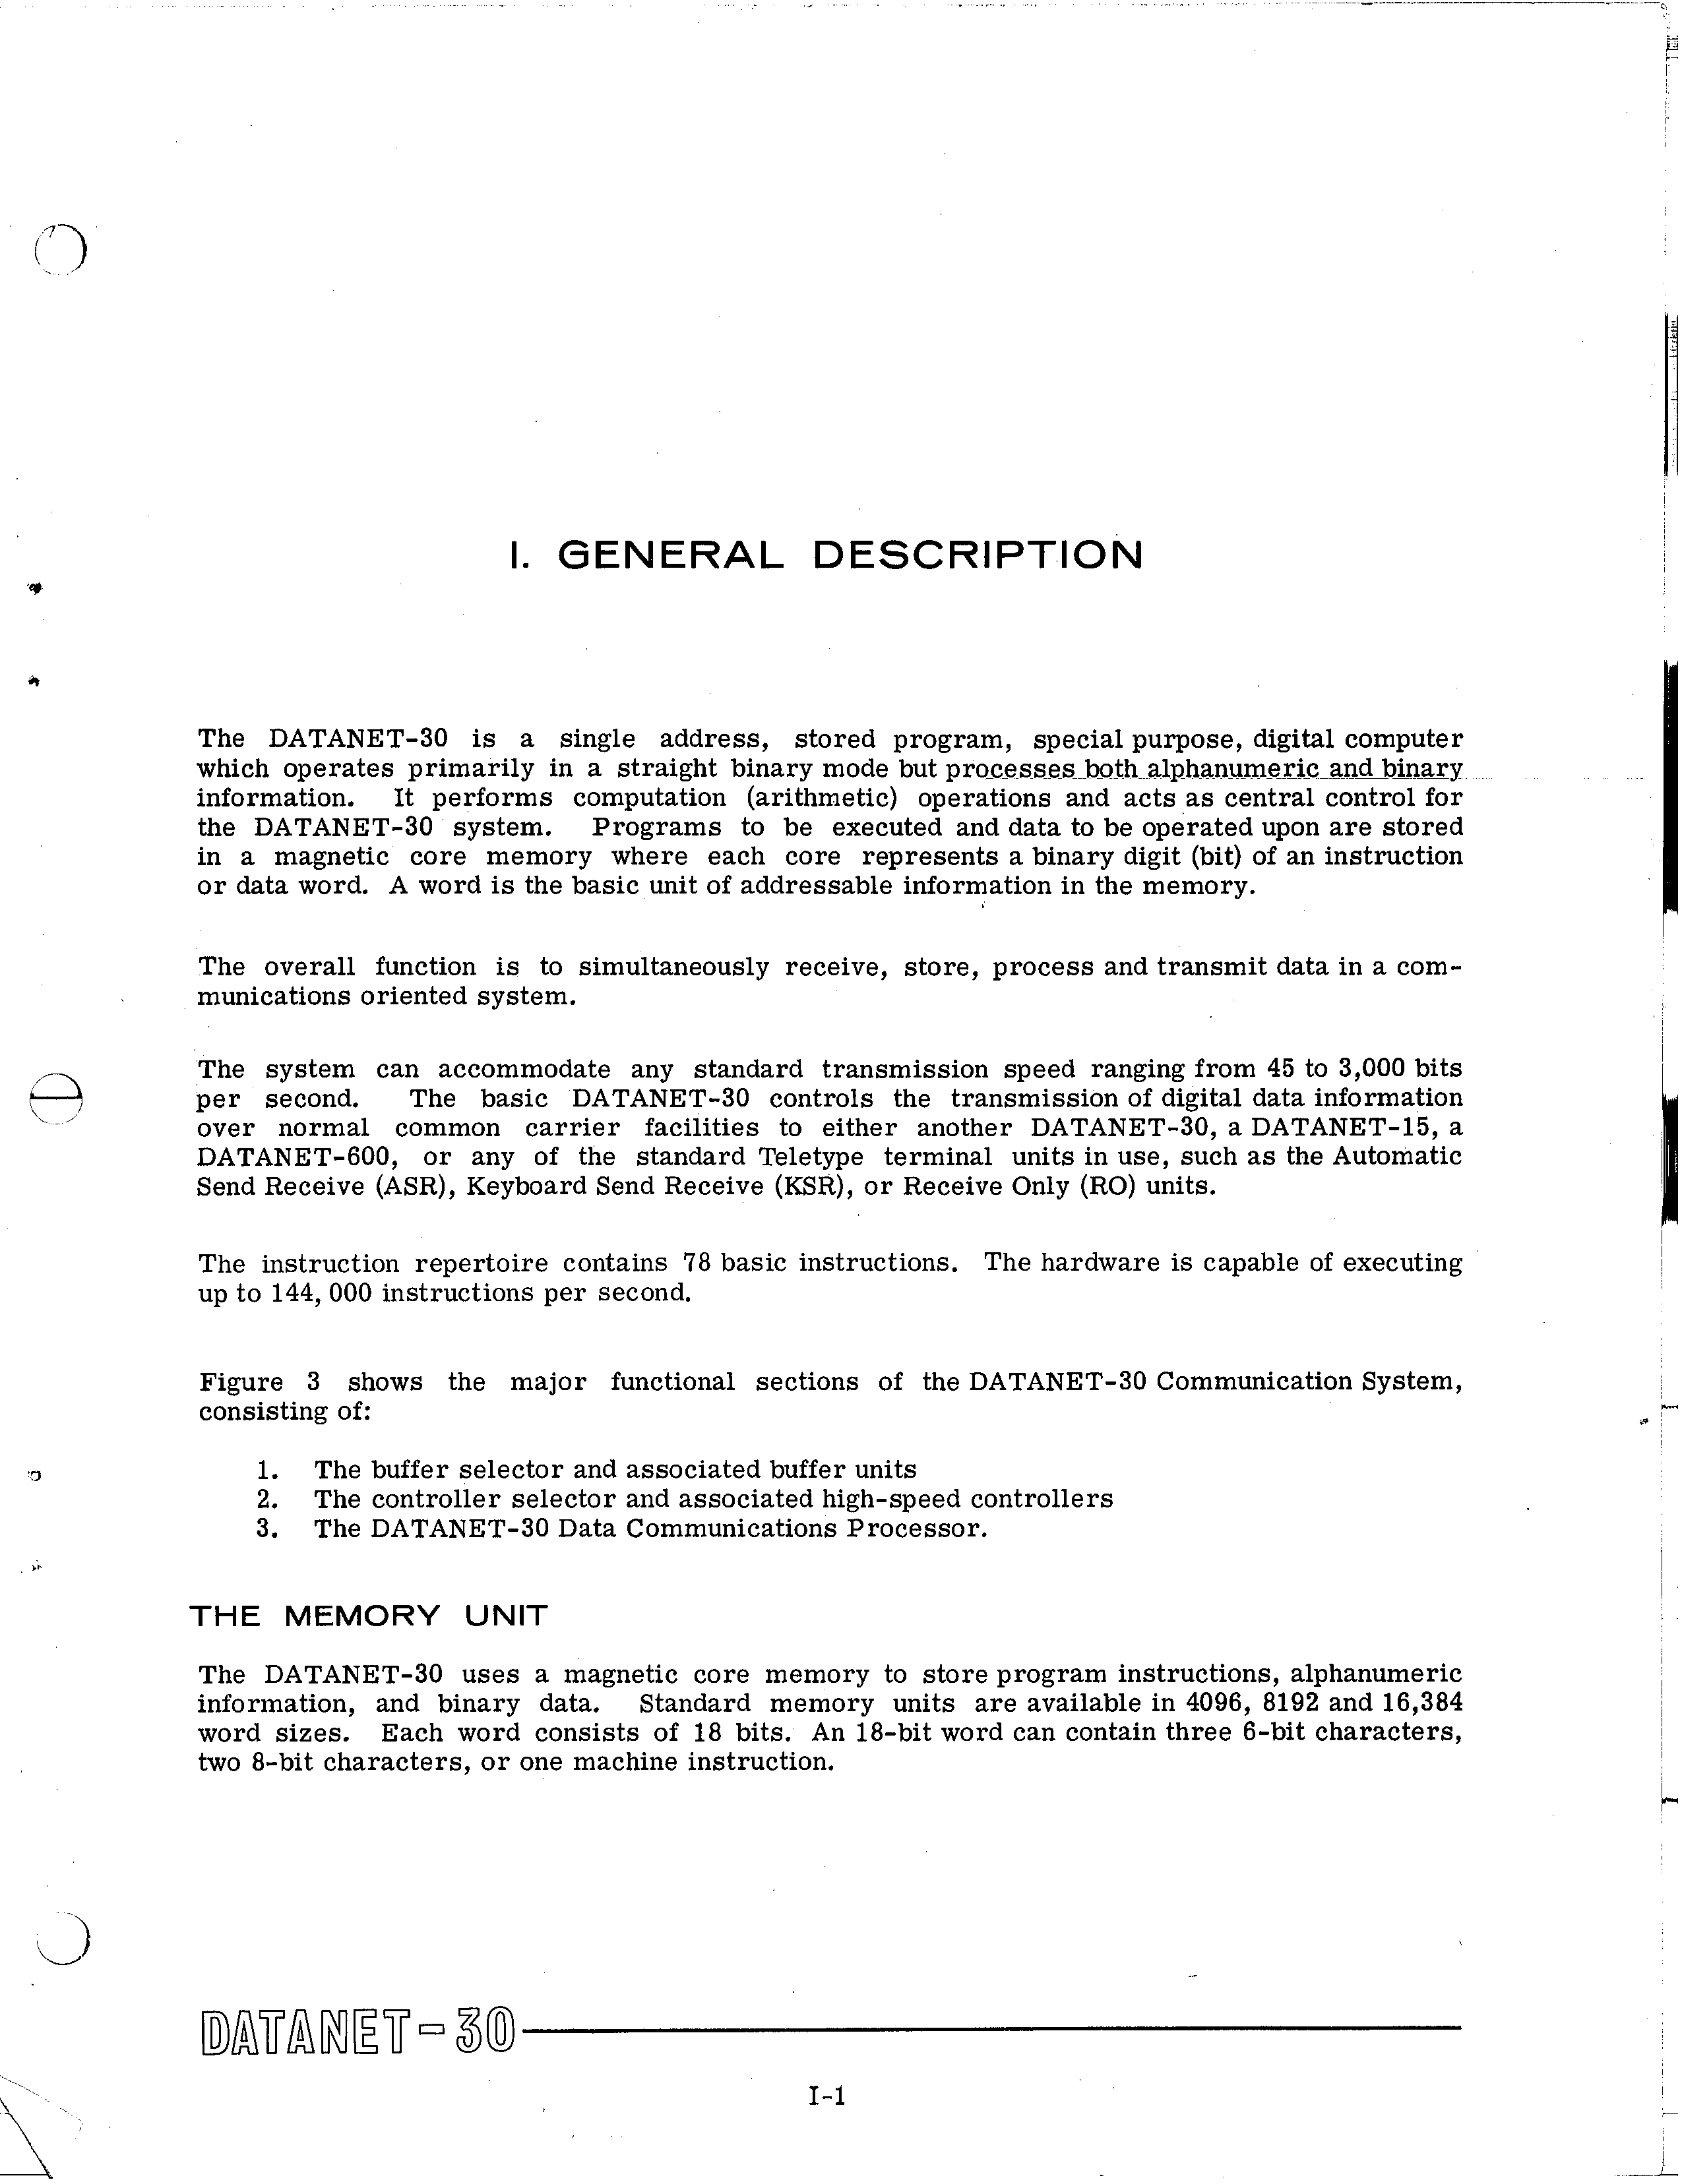 I. GENERAL DESCRIPTION
The DATANET-30 is a single address, stored program, special purpose, digital computer
which operates primarily in a straight binary mode but processes both alphanumeric and binary
information. It performs computation (arithmetic) operations and acts as central control for
the DATANET-30 system. Programs to be executed and data to be operated upon are stored
in a magnetic core memory where each core represents a binary digit (bit) of an instruction
or data word. A word is the basic unit of addressable information in the memory.
The overall function is to simultaneously receive, store, process and transmit data in a com-
munications oriented system.
The system can accommodate any standard transmission speed ranging from 45 to 3,000 bits
per second. The basic DATANET-30 controls the transmission of digital data information
over normal common carrier facilities to either another DATANET-30, a DATANET-15, a
DATANET-600, or any of the standard Teletype terminal units in use, such as the Automatic
Send Receive (ASR), Keyboard Send Receive (KSR), or Receive Only (RO) units.
The instruction repertoire contains 78 basic instructions. The hardware is capable of executing
up to 144, 000 instructions per second.
Figure 3 shows the major functional sections of the DATANET-30 Communication System,
consisting of:
1. The buffer selector and associated buffer units
2. The controller selector and associated high-speed controllers
3. The DATANET-30 Data Communications Processor.
THE MEMORY UNIT
The DATANET-30 uses a magnetic core memory to store program instructions, alphanumeric
information, and binary data. Standard memory units are available in 4096, 8192 and 16,384
word sizes. Each word consists of 18 bits. An 18-bit word can contain three 6-bit characters,
two 8-bit characters, or one machine instruction.
DATANET-30
I-1